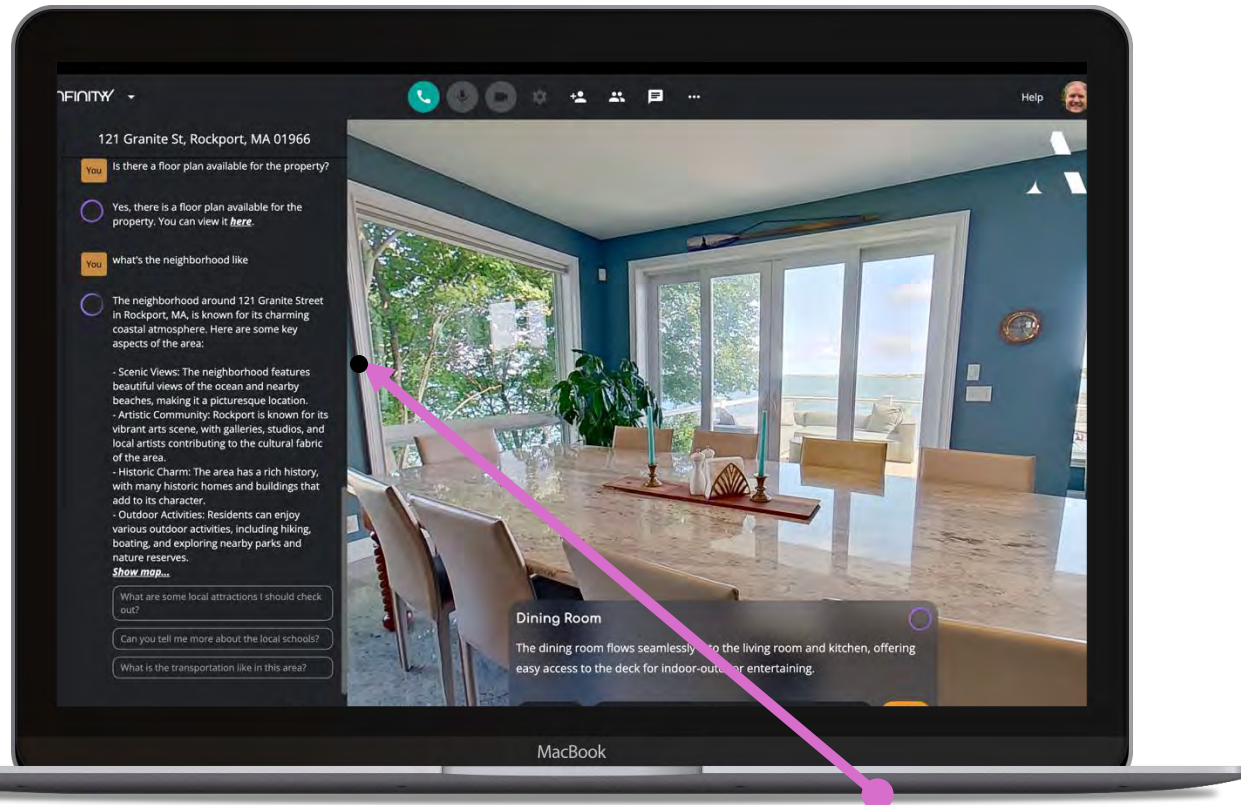 Help
121 Granite St, Rockport, MA 01966
You
Is there a floor plan available for the property?
Yes, there is a floor plan available for the
property. You can view it here.
You
what's the neighborhood like
The neighborhood around 121 Granite Street
in Rockport, MA, is known for its charming
coastal atmosphere. Here are some key
aspects of the area:
- Scenic Views: The neighborhood features
beautiful views of the ocean and nearby
beaches, making it a picturesque location.
- Artistic Community: Rockport is known for its
vibrant arts scene, with galleries, studios, and
local artists contributing to the cultural fabric
of the area.
- Historic Charm: The area has a rich history,
with many historic homes and buildings that
add to its character.
- Outdoor Activities: Residents can enjoy
various outdoor activities, including hiking,
boating, and exploring nearby parks and
nature reserves.
Show map...
What are some local attractions I should check
out?
Can you tell me more about the local schools?
What is the transportation like in this area?
Dining Room
The dining room flows seamlessly the living room and kitchen, offering
easy access to the deck for indoor-outdoor entertaining.
MacBook